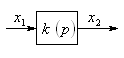 x₁ k (p) x₂